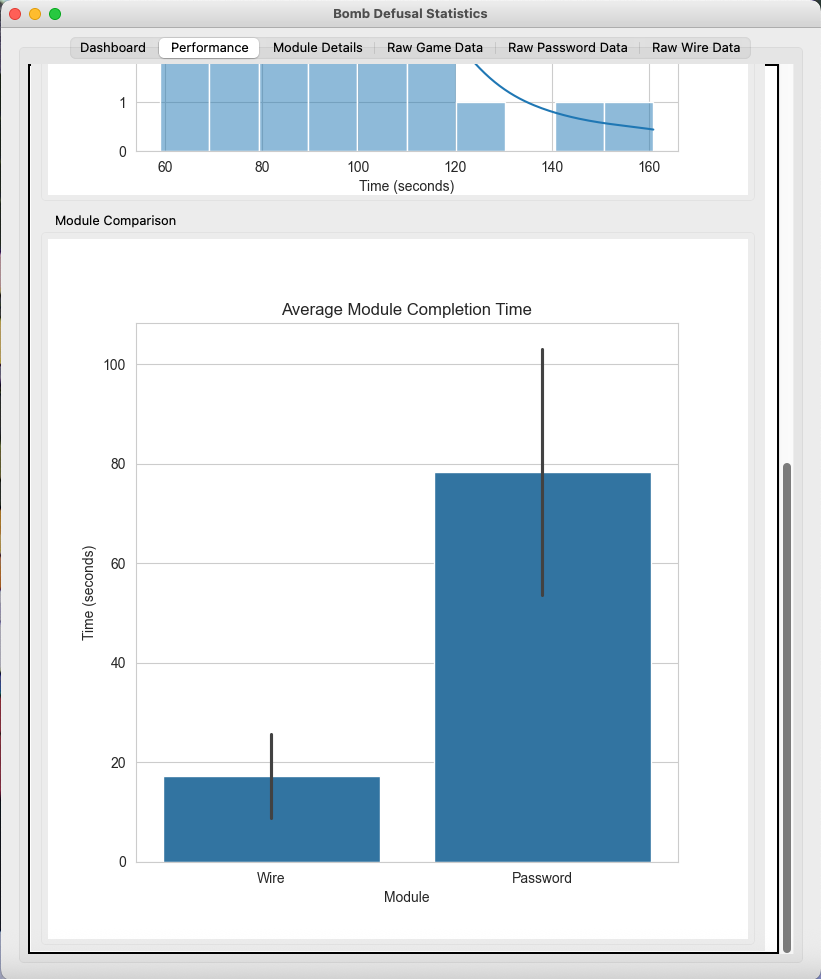 Bomb Defusal Statistics
Dashboard Performance Module Details Raw Game Data Raw Password Data Raw Wire Data
1
0
60 80 100 120 140 160
Time (seconds)
Module Comparison
Average Module Completion Time
100
80
60
40
20
0
Time (seconds)
Wire Password
Module